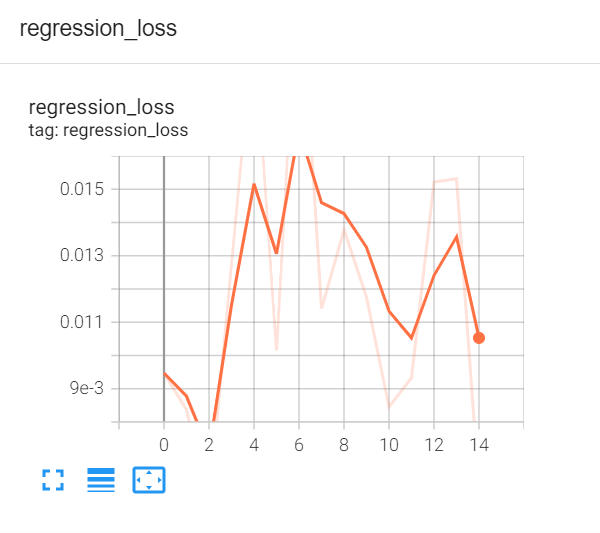 regression_loss
regression_loss
tag: regression_loss
0.015
0.013
0.011
9e-3
0 2 4 6 8 10 12 14